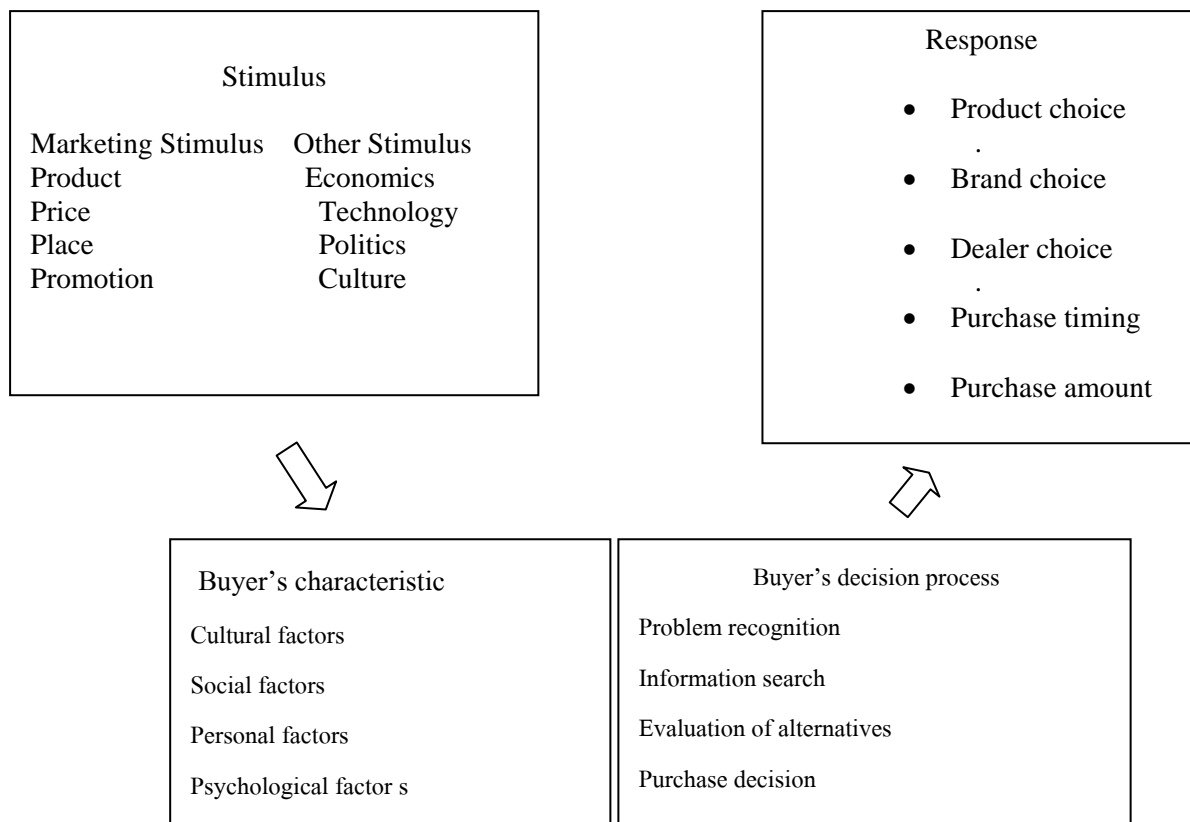 Stimulus
Marketing Stimulus Other Stimulus
Product Economics
Price Technology
Place Politics
Promotion Culture
Response
• Product choice
.
• Brand choice
• Dealer choice
.
• Purchase timing
• Purchase amount
Buyer’s characteristic
Cultural factors
Social factors
Personal factors
Psychological factor s
Buyer’s decision process
Problem recognition
Information search
Evaluation of alternatives
Purchase decision